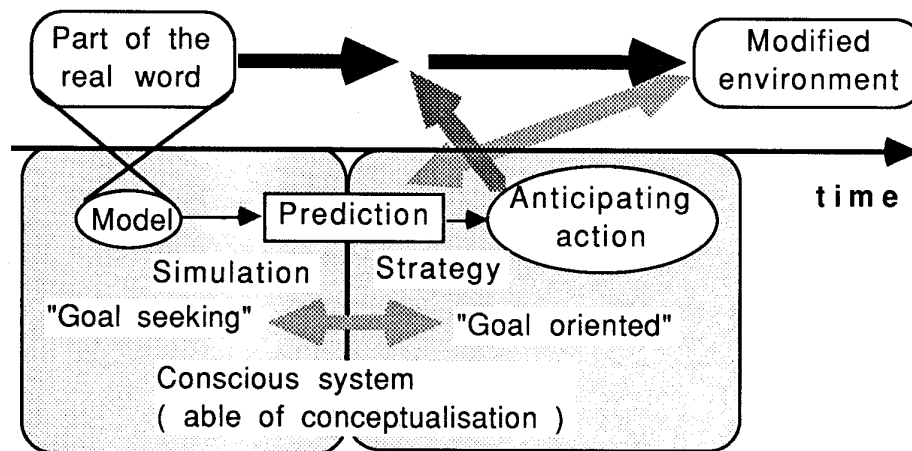 Part of the
real word
Modified
environment
time
Model
Prediction
Anticipating
action
Simulation
Strategy
"Goal seeking"
"Goal oriented"
Conscious system
( able of conceptualisation )